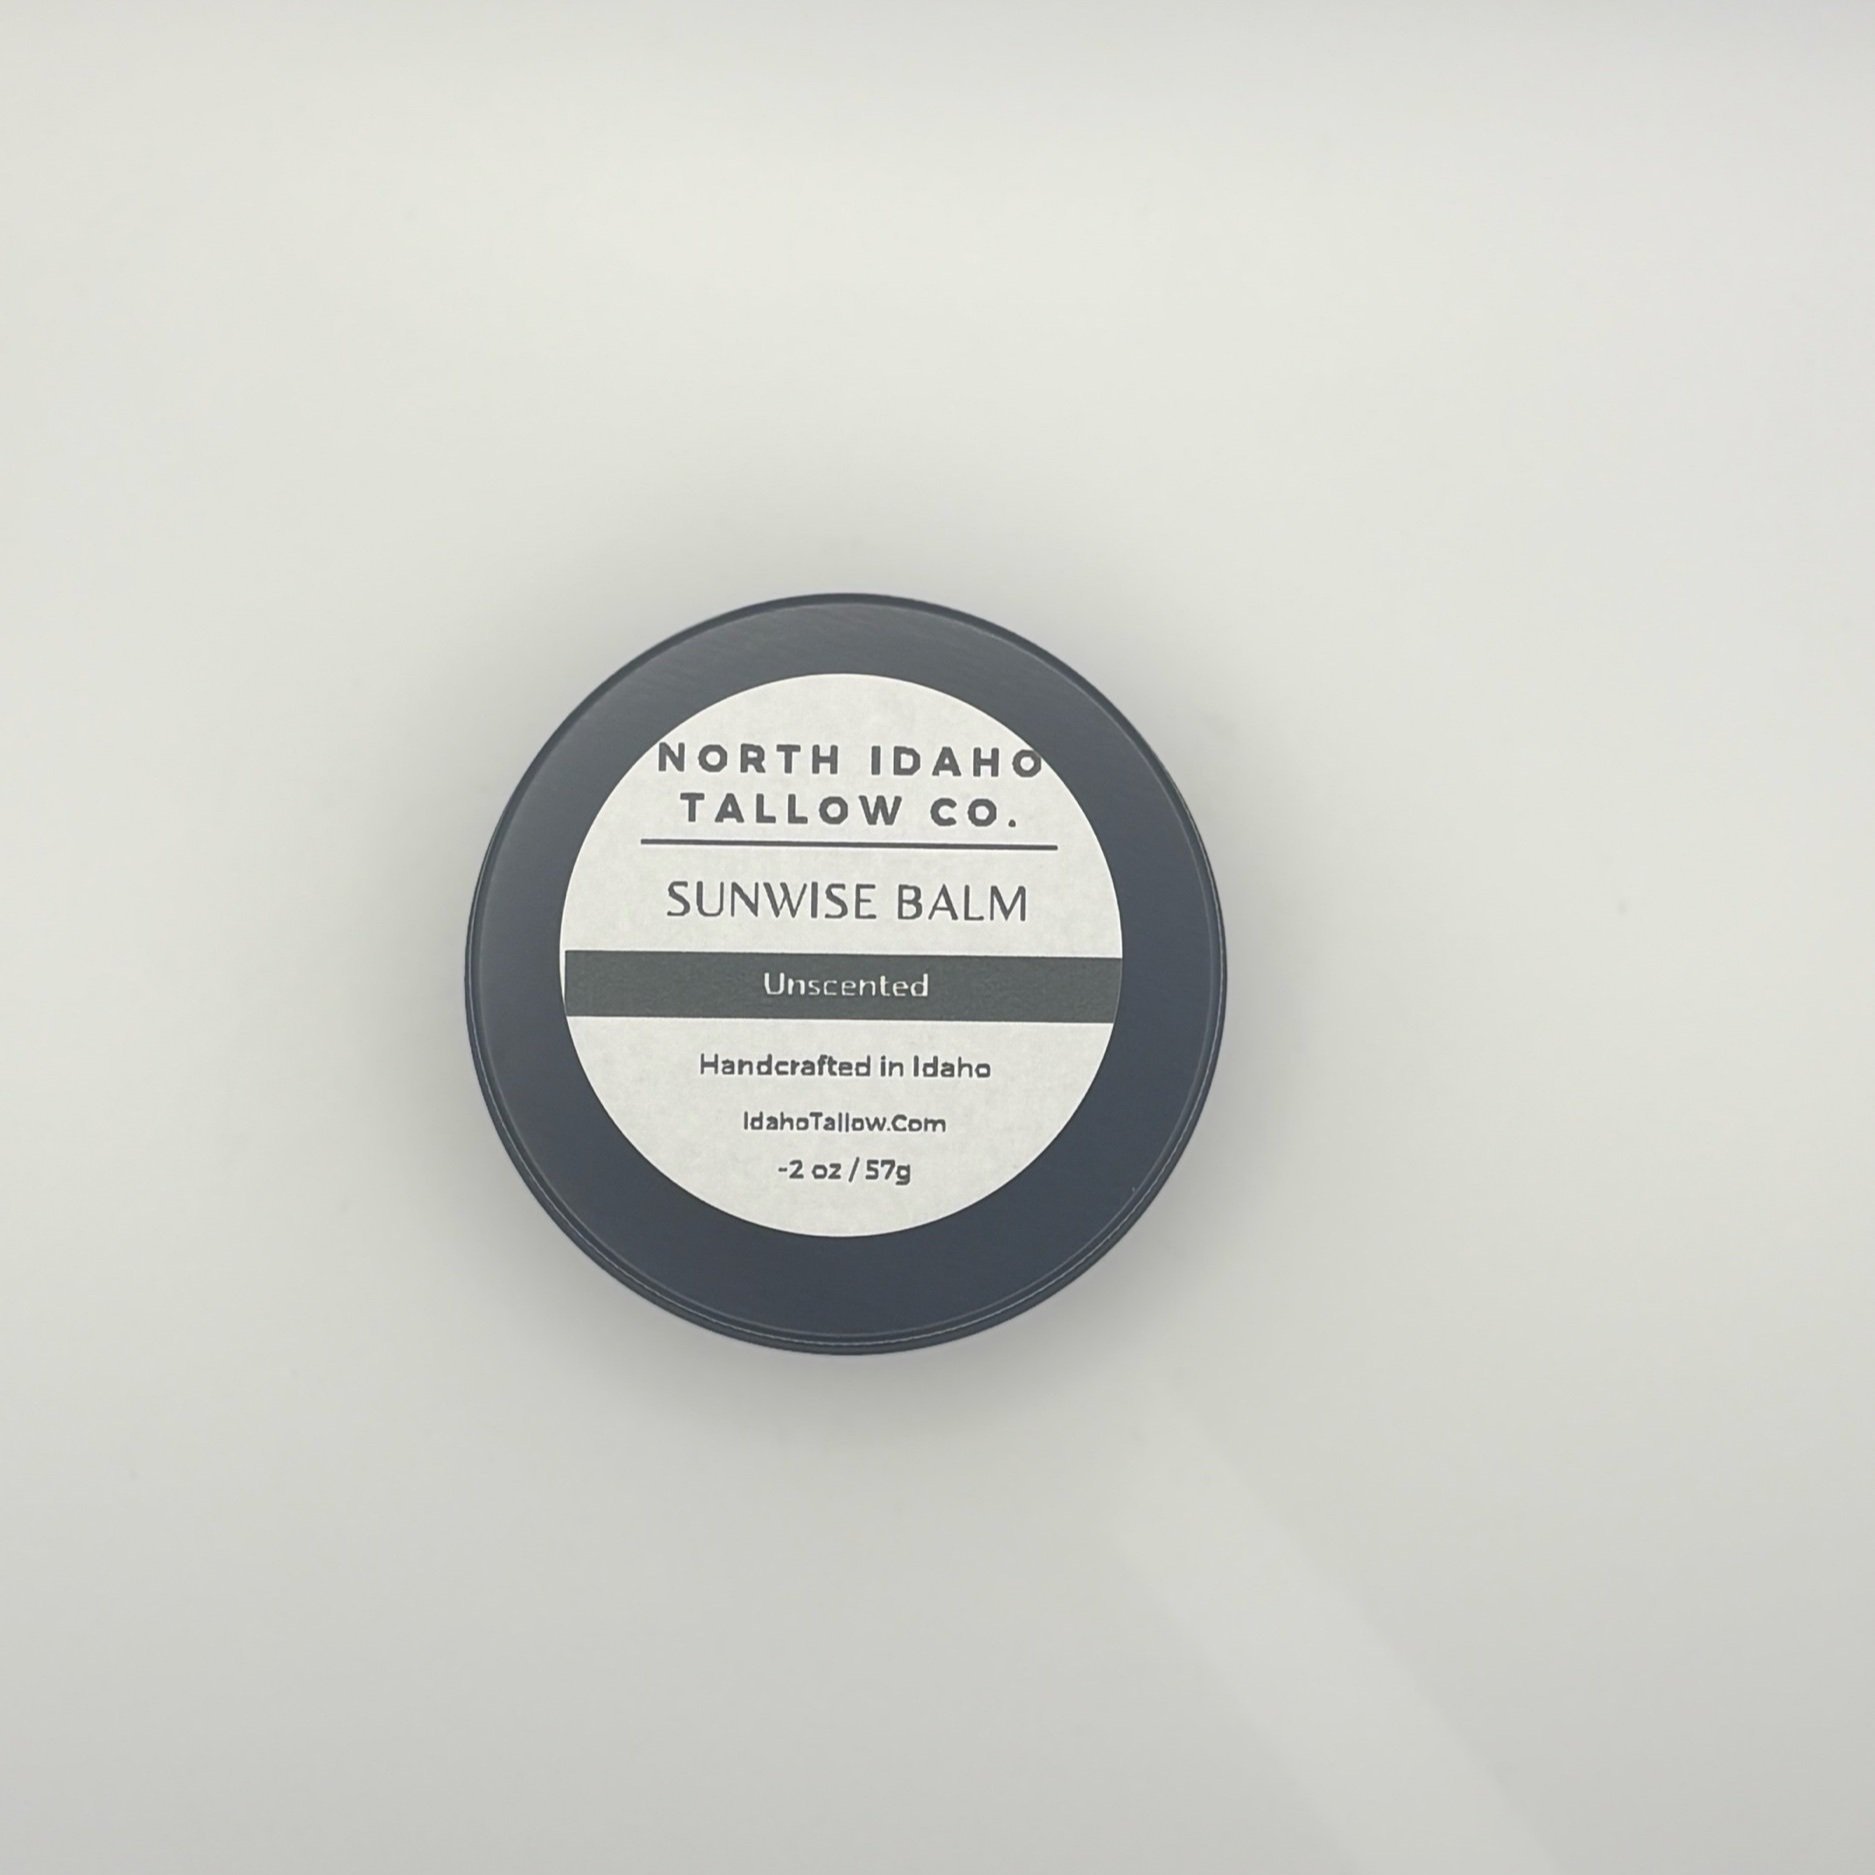 NORTH IDAHO
TALLOW CO.
SUNWISE BALM
Unscented
Handcrafted in Idaho
IdahoTallow.Com
-2 oz / 57g